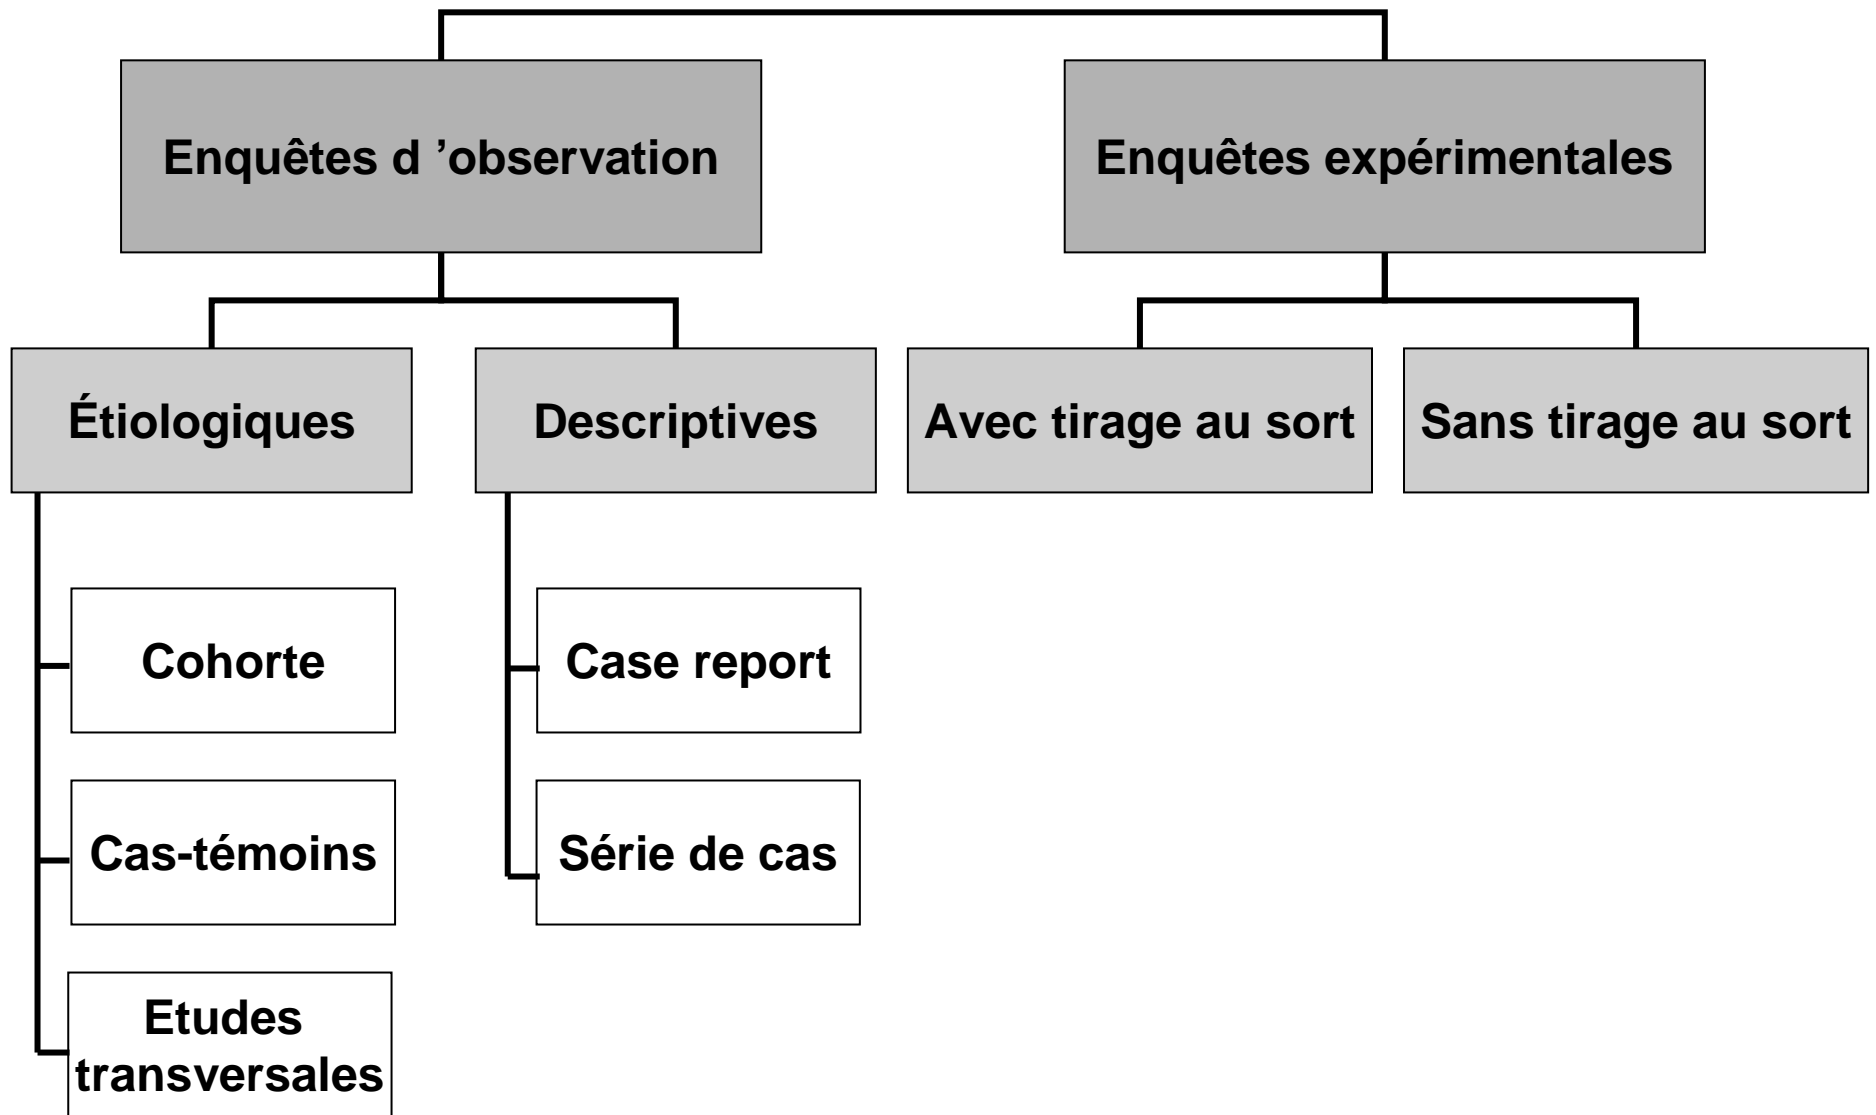 Enquêtes d ’observation
Enquêtes expérimentales
Étiologiques
Descriptives
Avec tirage au sort
Sans tirage au sort
Cohorte
Case report
Cas-témoins
Série de cas
Etudes
transversales